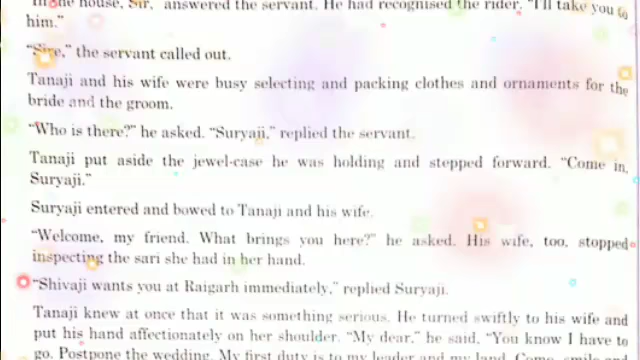 "In the house, Sir," answered the servant. He had recognised the rider, "I'll take you to
him."
"Sire," the servant called out.
Tanaji and his wife were busy selecting and packing clothes and ornaments for the
bride and the groom.
"Who is there?" he asked. "Suryaji," replied the servant.
Tanaji put aside the jewel-case he was holding and stepped forward. "Come in,
Suryaji."
Suryaji entered and bowed to Tanaji and his wife.
"Welcome, my friend. What brings you here?" he asked. His wife, too, stopped
inspecting the sari she had in her hand.
"Shivaji wants you at Raigarh immediately," replied Suryaji.
Tanaji knew at once that it was something serious. He turned swiftly to his wife and
put his hand affectionately on her shoulder. "My dear," he said, "You know I have to
go. Postpone the wedding. My first duty is to my leader and my land. Come, smile